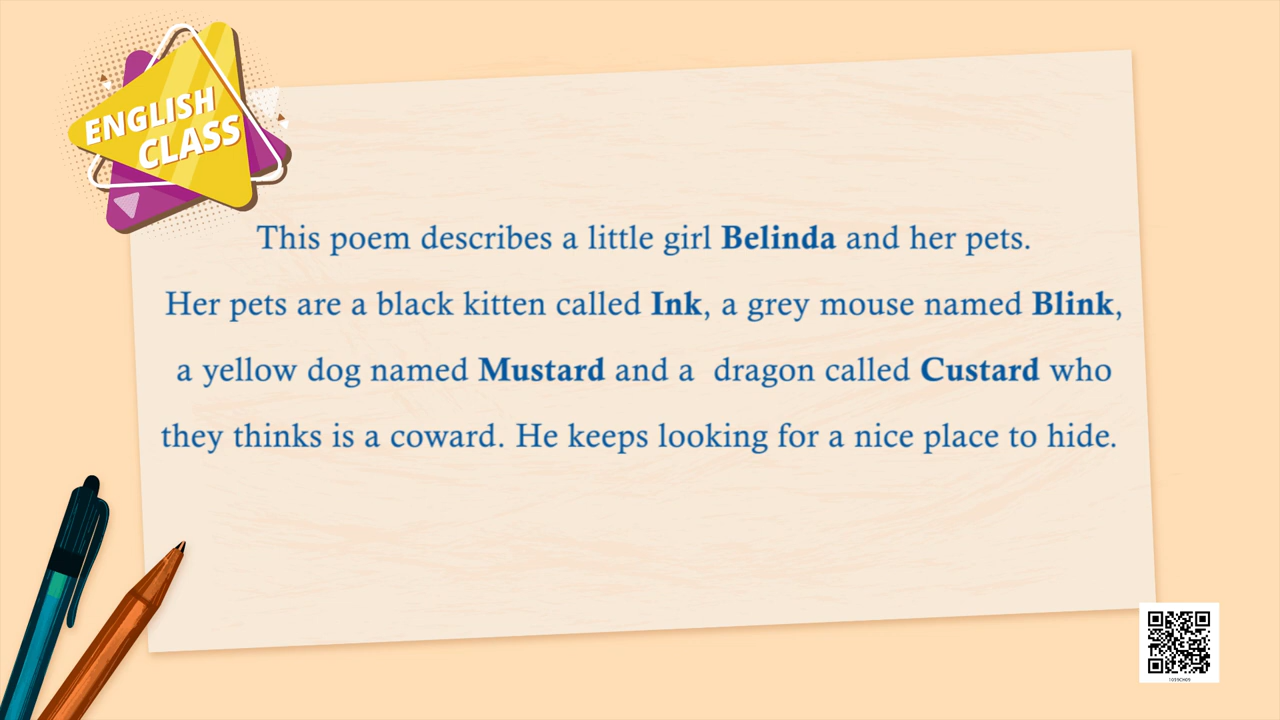 ENGLISH
CLASS
This poem describes a little girl Belinda and her pets.
Her pets are a black kitten called Ink, a grey mouse named Blink,
a yellow dog named Mustard and a dragon called Custard who
they thinks is a coward. He keeps looking for a nice place to hide.
1059CH09